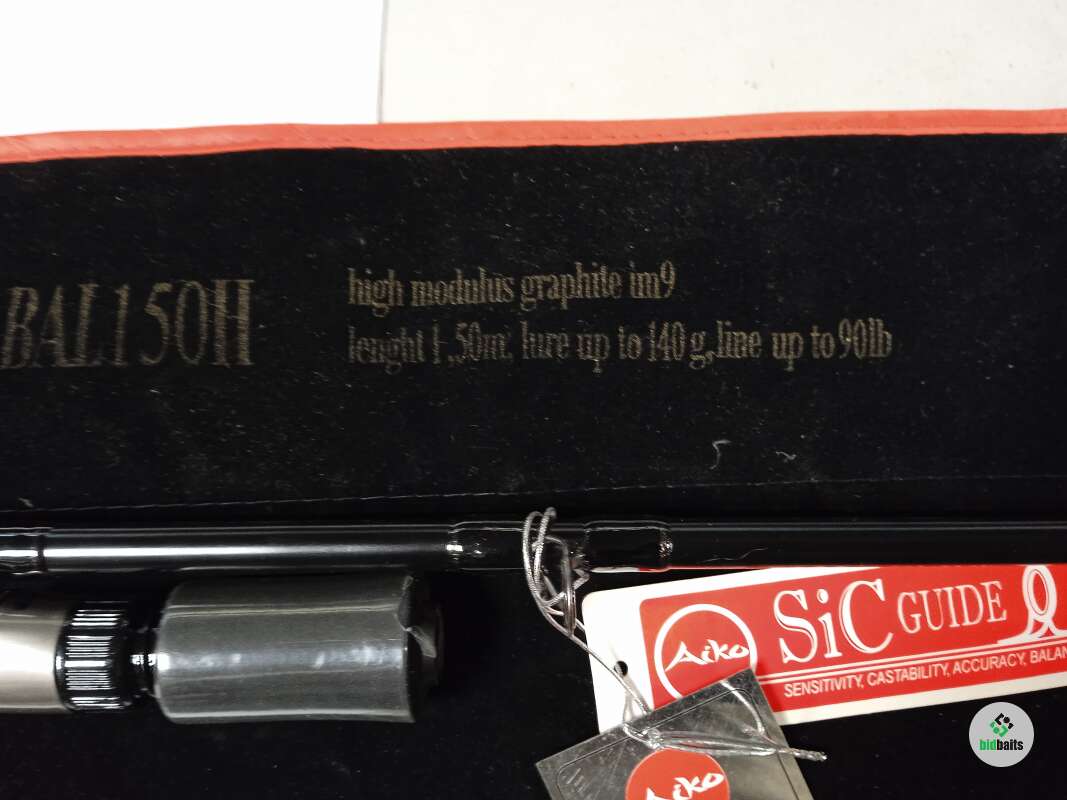 BAL150H
high modulus graphite im9
lenght 1,50m, lure up to 140 g, line up to 90lb
Aiko
SiC GUIDE
SENSITIVITY, CASTABILITY, ACCURACY, BALAN
Aiko
bidbaits